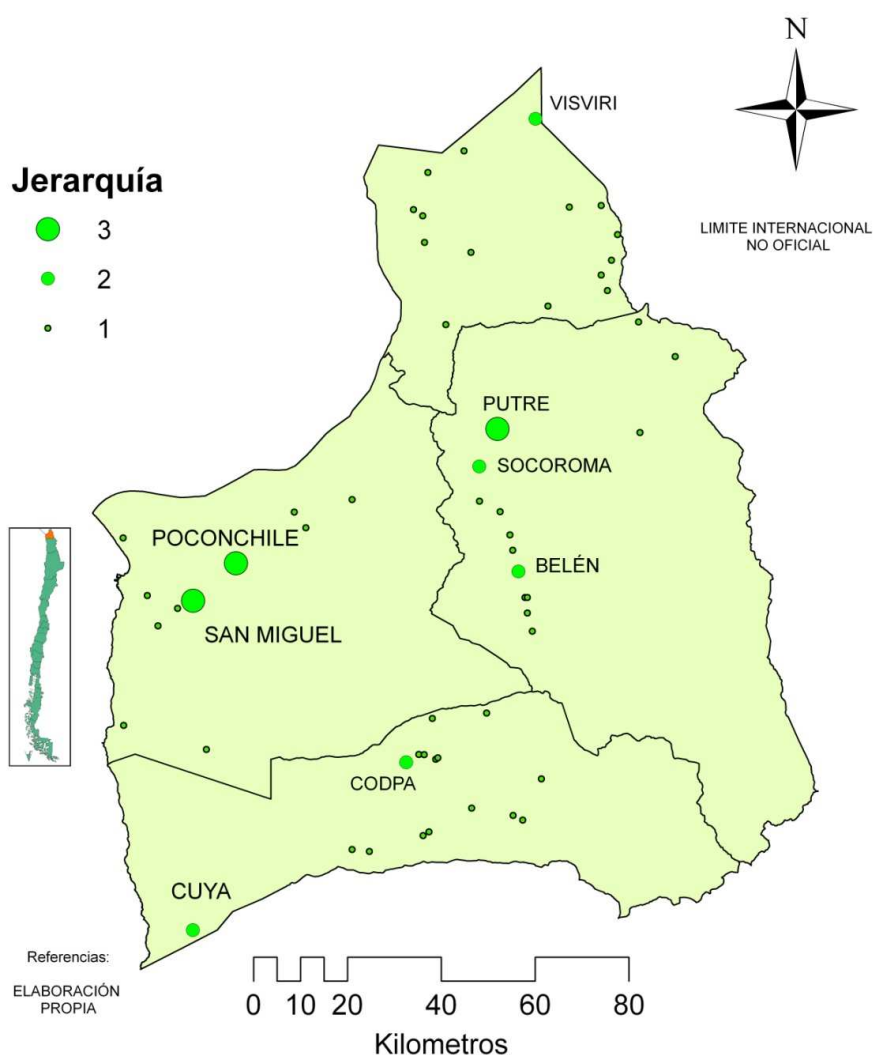 N
VISVIRI
Jerarquía
3
2
1
LIMITE INTERNACIONAL
NO OFICIAL
PUTRE
SOCOROMA
POCONCHILE
BELÉN
SAN MIGUEL
CODPA
CUYA
Referencias:
ELABORACIÓN
PROPIA
0 10 20 40 60 80
Kilometros